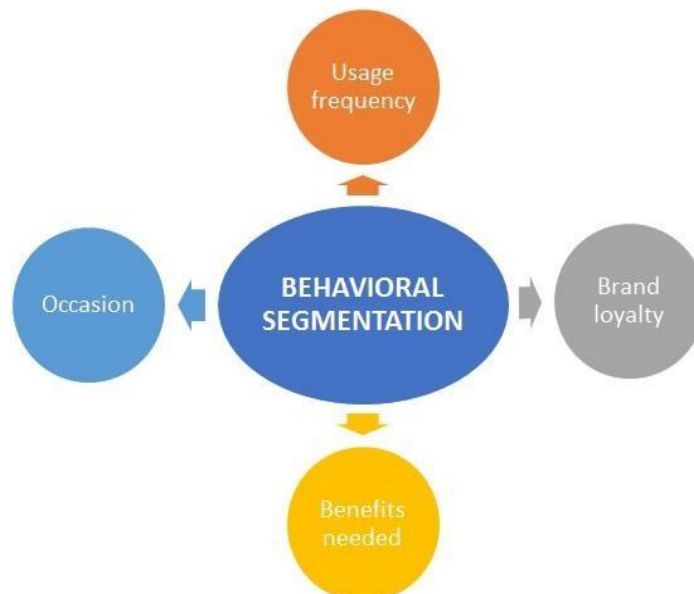 Usage
frequency
Occasion
BEHAVIORAL
SEGMENTATION
Brand
loyalty
Benefits
needed